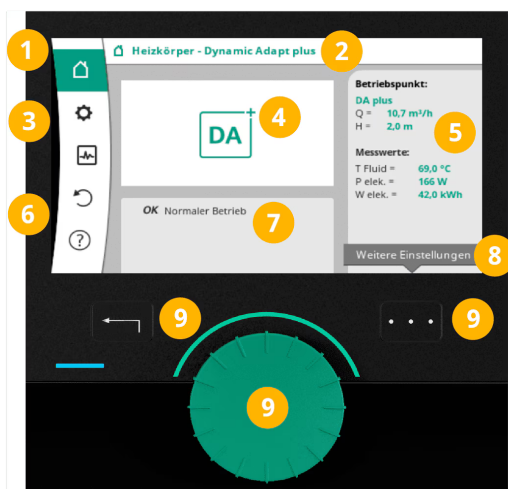 1
Heizkörper - Dynamic Adapt plus
2
3
DA+
4
Betriebspunkt:
DA plus
Q = 10,7 m³/h
H = 2,0 m
5
Messwerte:
T Fluid = 69,0 °C
P elek. = 166 W
W elek. = 42,0 kWh
6
OK Normaler Betrieb
7
?
Weitere Einstellungen
8
9
9
9